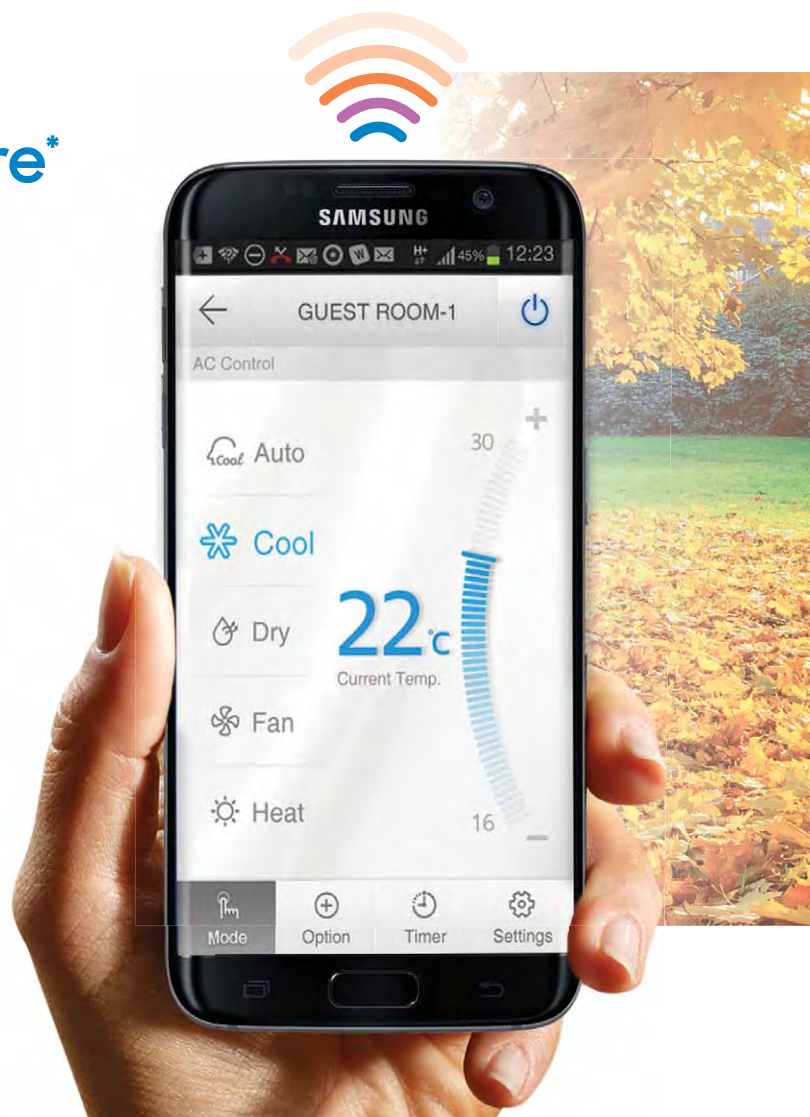 re*
SAMSUNG
H+ 45% 12:23
GUEST ROOM-1
AC Control
+
30
Cool Auto
Cool
Dry
22°C
Current Temp.
Fan
Heat
16
Mode Option Timer Settings